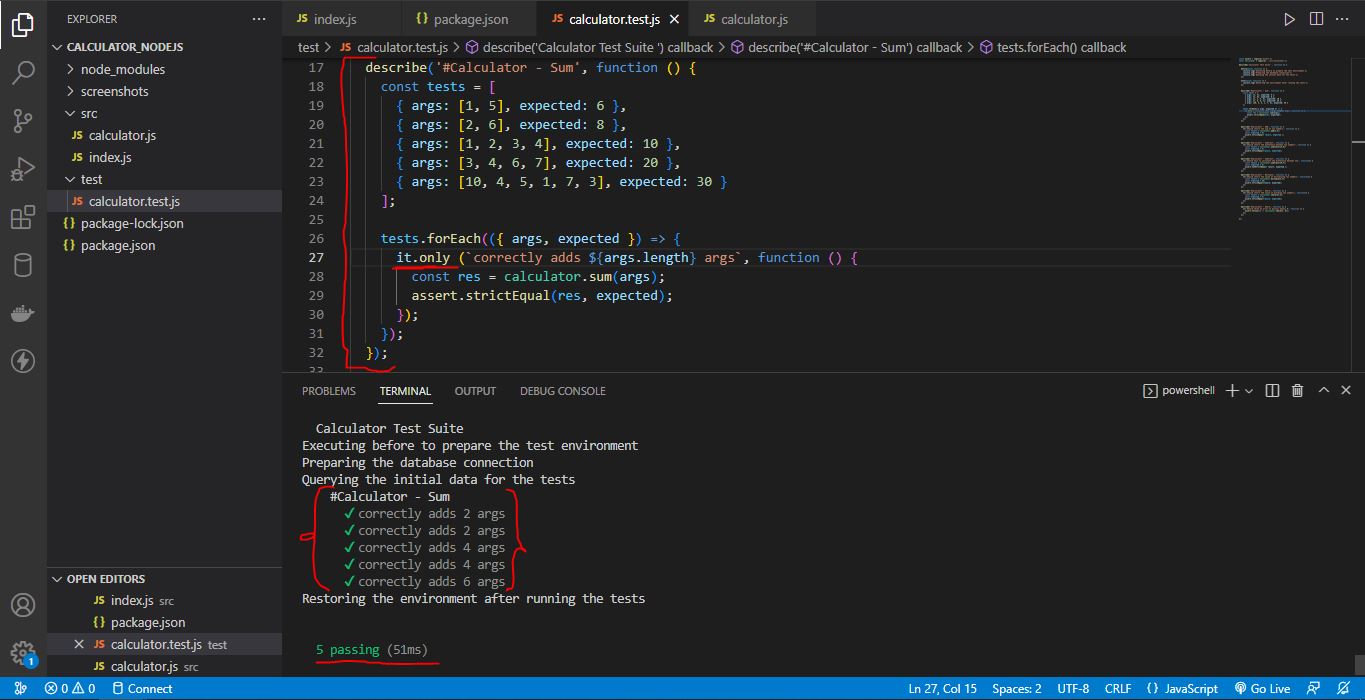 EXPLORER
CALCULATOR_NODEJS
node_modules
screenshots
src
JS calculator.js
JS index.js
test
JS calculator.test.js
{} package-lock.json
{} package.json
OPEN EDITORS
JS index.js src
{} package.json
JS calculator.test.js test
JS calculator.js src
1
JS index.js
{} package.json
JS calculator.test.js
JS calculator.js
test > JS calculator.test.js > describe('Calculator Test Suite ') callback > describe('#Calculator - Sum') callback > tests.forEach() callback
17 describe('#Calculator - Sum', function () {
18 const tests = [
19 { args: [1, 5], expected: 6 },
20 { args: [2, 6], expected: 8 },
21 { args: [1, 2, 3, 4], expected: 10 },
22 { args: [3, 4, 6, 7], expected: 20 },
23 { args: [10, 4, 5, 1, 7, 3], expected: 30 }
24 ];
25
26 tests.forEach(({ args, expected }) => {
27 it.only (`correctly adds ${args.length} args`, function () {
28 const res = calculator.sum(args);
29 assert.strictEqual(res, expected);
30 });
31 });
32 });
33
PROBLEMS TERMINAL OUTPUT DEBUG CONSOLE
powershell
Calculator Test Suite
Executing before to prepare the test environment
Preparing the database connection
Querying the initial data for the tests
#Calculator - Sum
✓ correctly adds 2 args
✓ correctly adds 2 args
✓ correctly adds 4 args
✓ correctly adds 4 args
✓ correctly adds 6 args
Restoring the environment after running the tests
5 passing (51ms)
0 0 Connect
Ln 27, Col 15 Spaces: 2 UTF-8 CRLF {} JavaScript Go Live